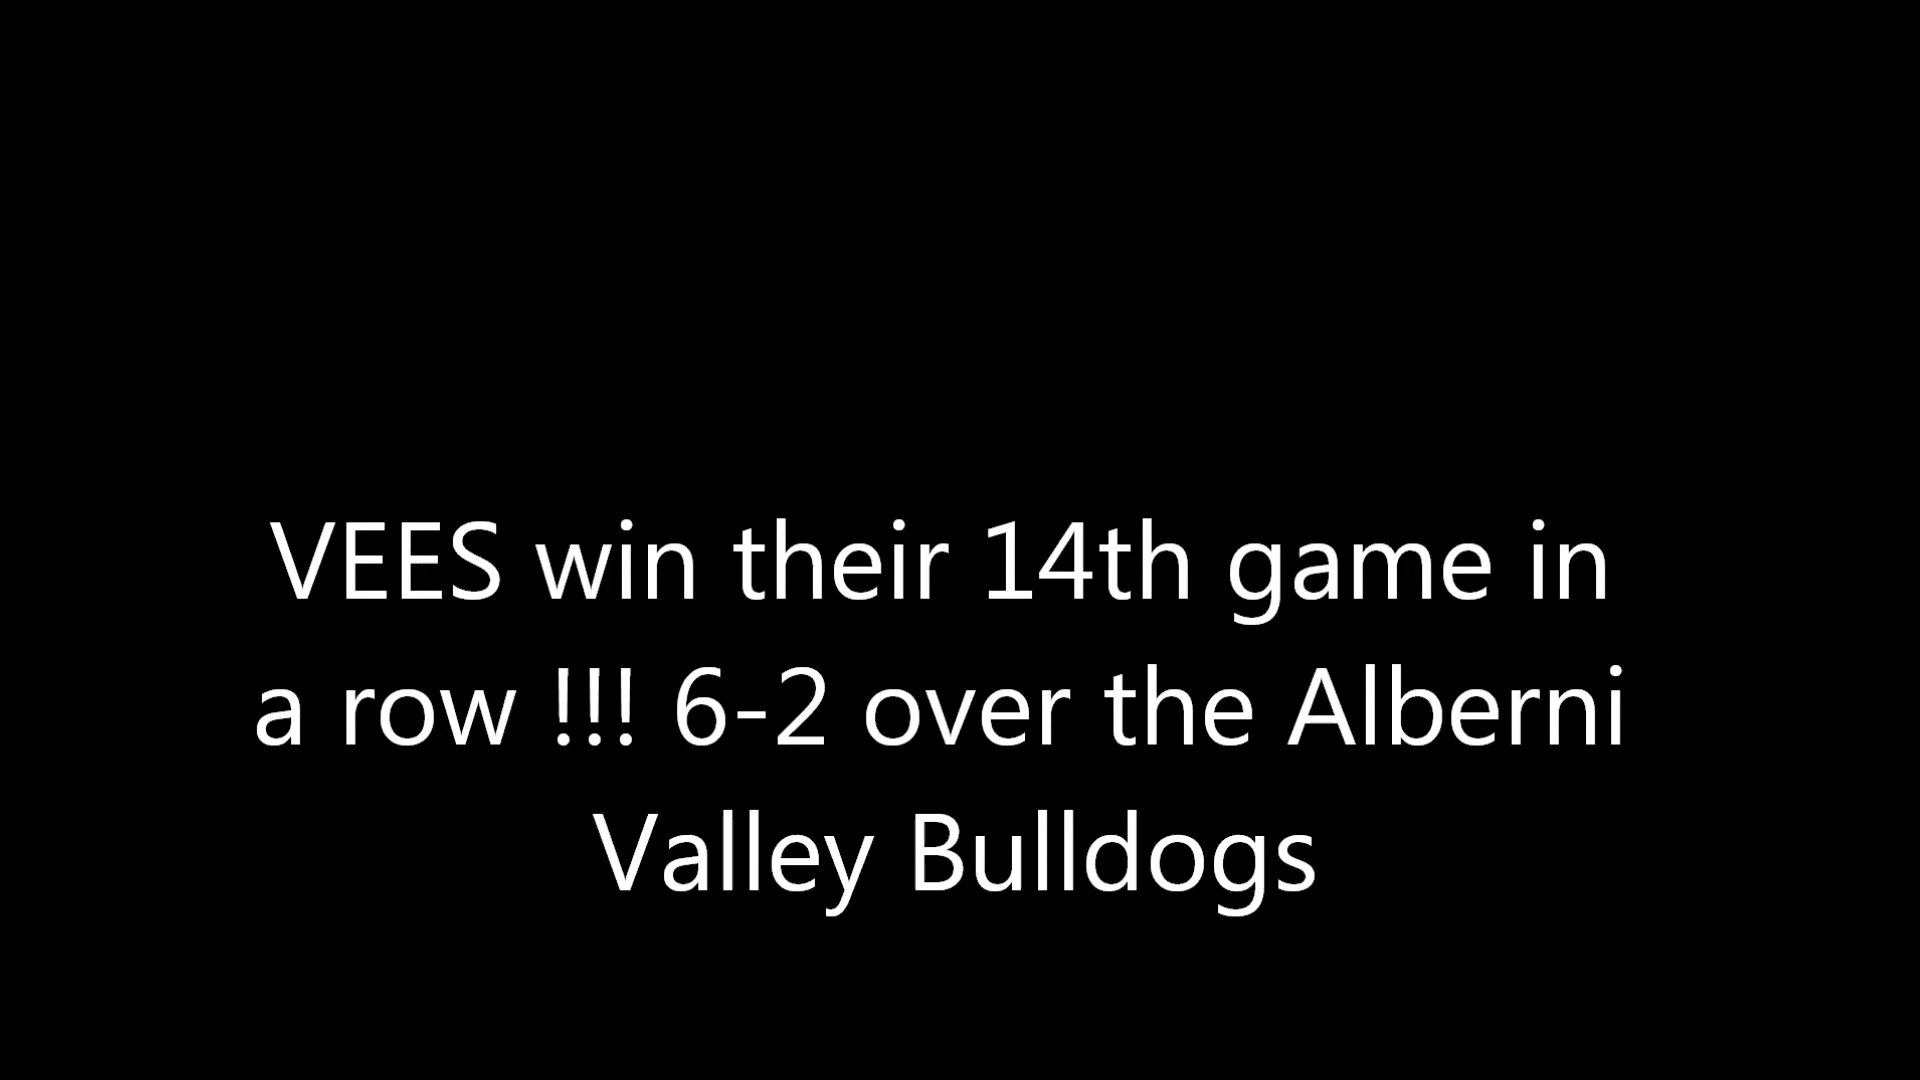 VEES win their 14th game in
a row !!! 6-2 over the Alberni
Valley Bulldogs